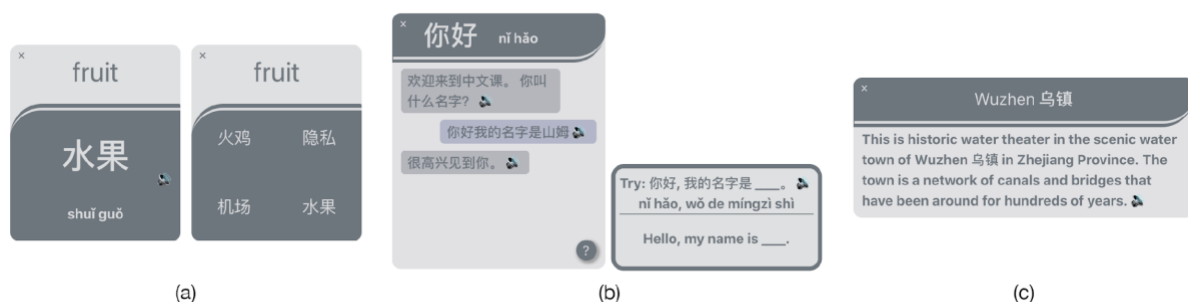 ×
fruit
水果
shuǐ guǒ
×
fruit
火鸡 隐私
机场 水果
(a)
×
你好 nǐ hǎo
欢迎来到中文课。 你叫
什么名字?
你好我的名字是山姆
很高兴见到你。
?
Try: 你好, 我的名字是 ___。
nǐ hǎo, wǒ de míngzì shì
Hello, my name is ___.
(b)
×
Wuzhen 乌镇
This is historic water theater in the scenic water
town of Wuzhen 乌镇 in Zhejiang Province. The
town is a network of canals and bridges that
have been around for hundreds of years.
(c)